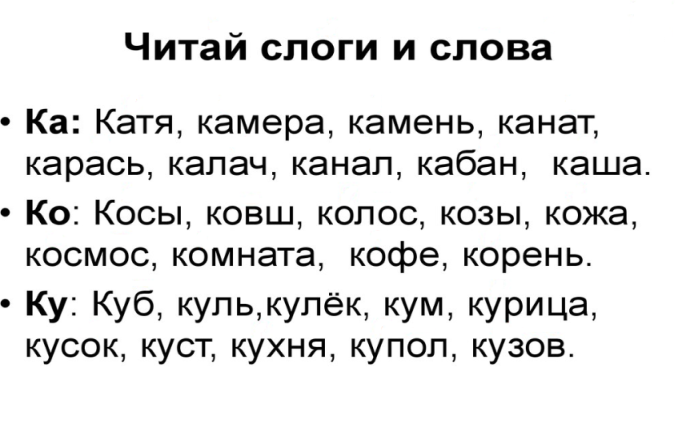 Читай слоги и слова
• Ка: Катя, камера, камень, канат,
карась, калач, канал, кабан, каша.
• Ко: Косы, ковш, колос, козы, кожа,
космос, комната, кофе, корень.
• Ку: Куб, куль,кулёк, кум, курица,
кусок, куст, кухня, купол, кузов.